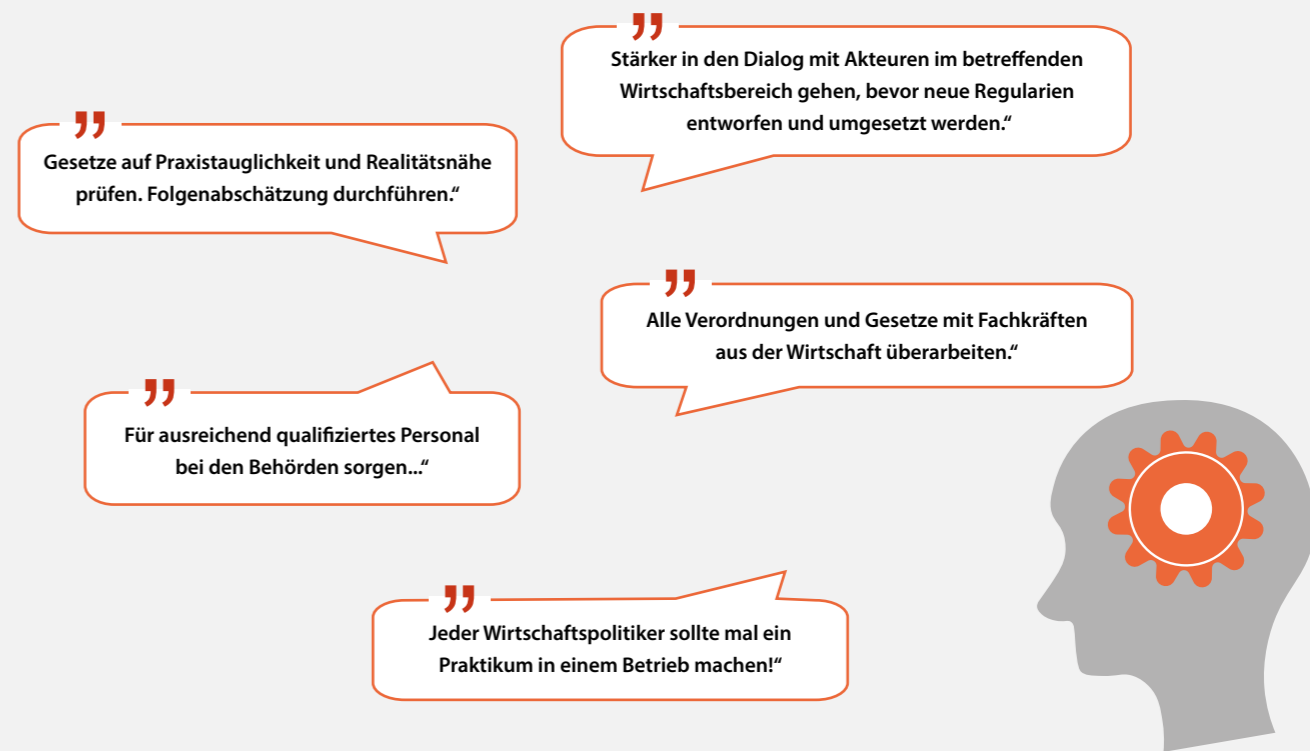 „
Stärker in den Dialog mit Akteuren im betreffenden
Wirtschaftsbereich gehen, bevor neue Regularien
entworfen und umgesetzt werden.“
„
Gesetze auf Praxistauglichkeit und Realitätsnähe
prüfen. Folgenabschätzung durchführen.“
„
Alle Verordnungen und Gesetze mit Fachkräften
aus der Wirtschaft überarbeiten.“
„
Für ausreichend qualifiziertes Personal
bei den Behörden sorgen...“
„
Jeder Wirtschaftspolitiker sollte mal ein
Praktikum in einem Betrieb machen!“